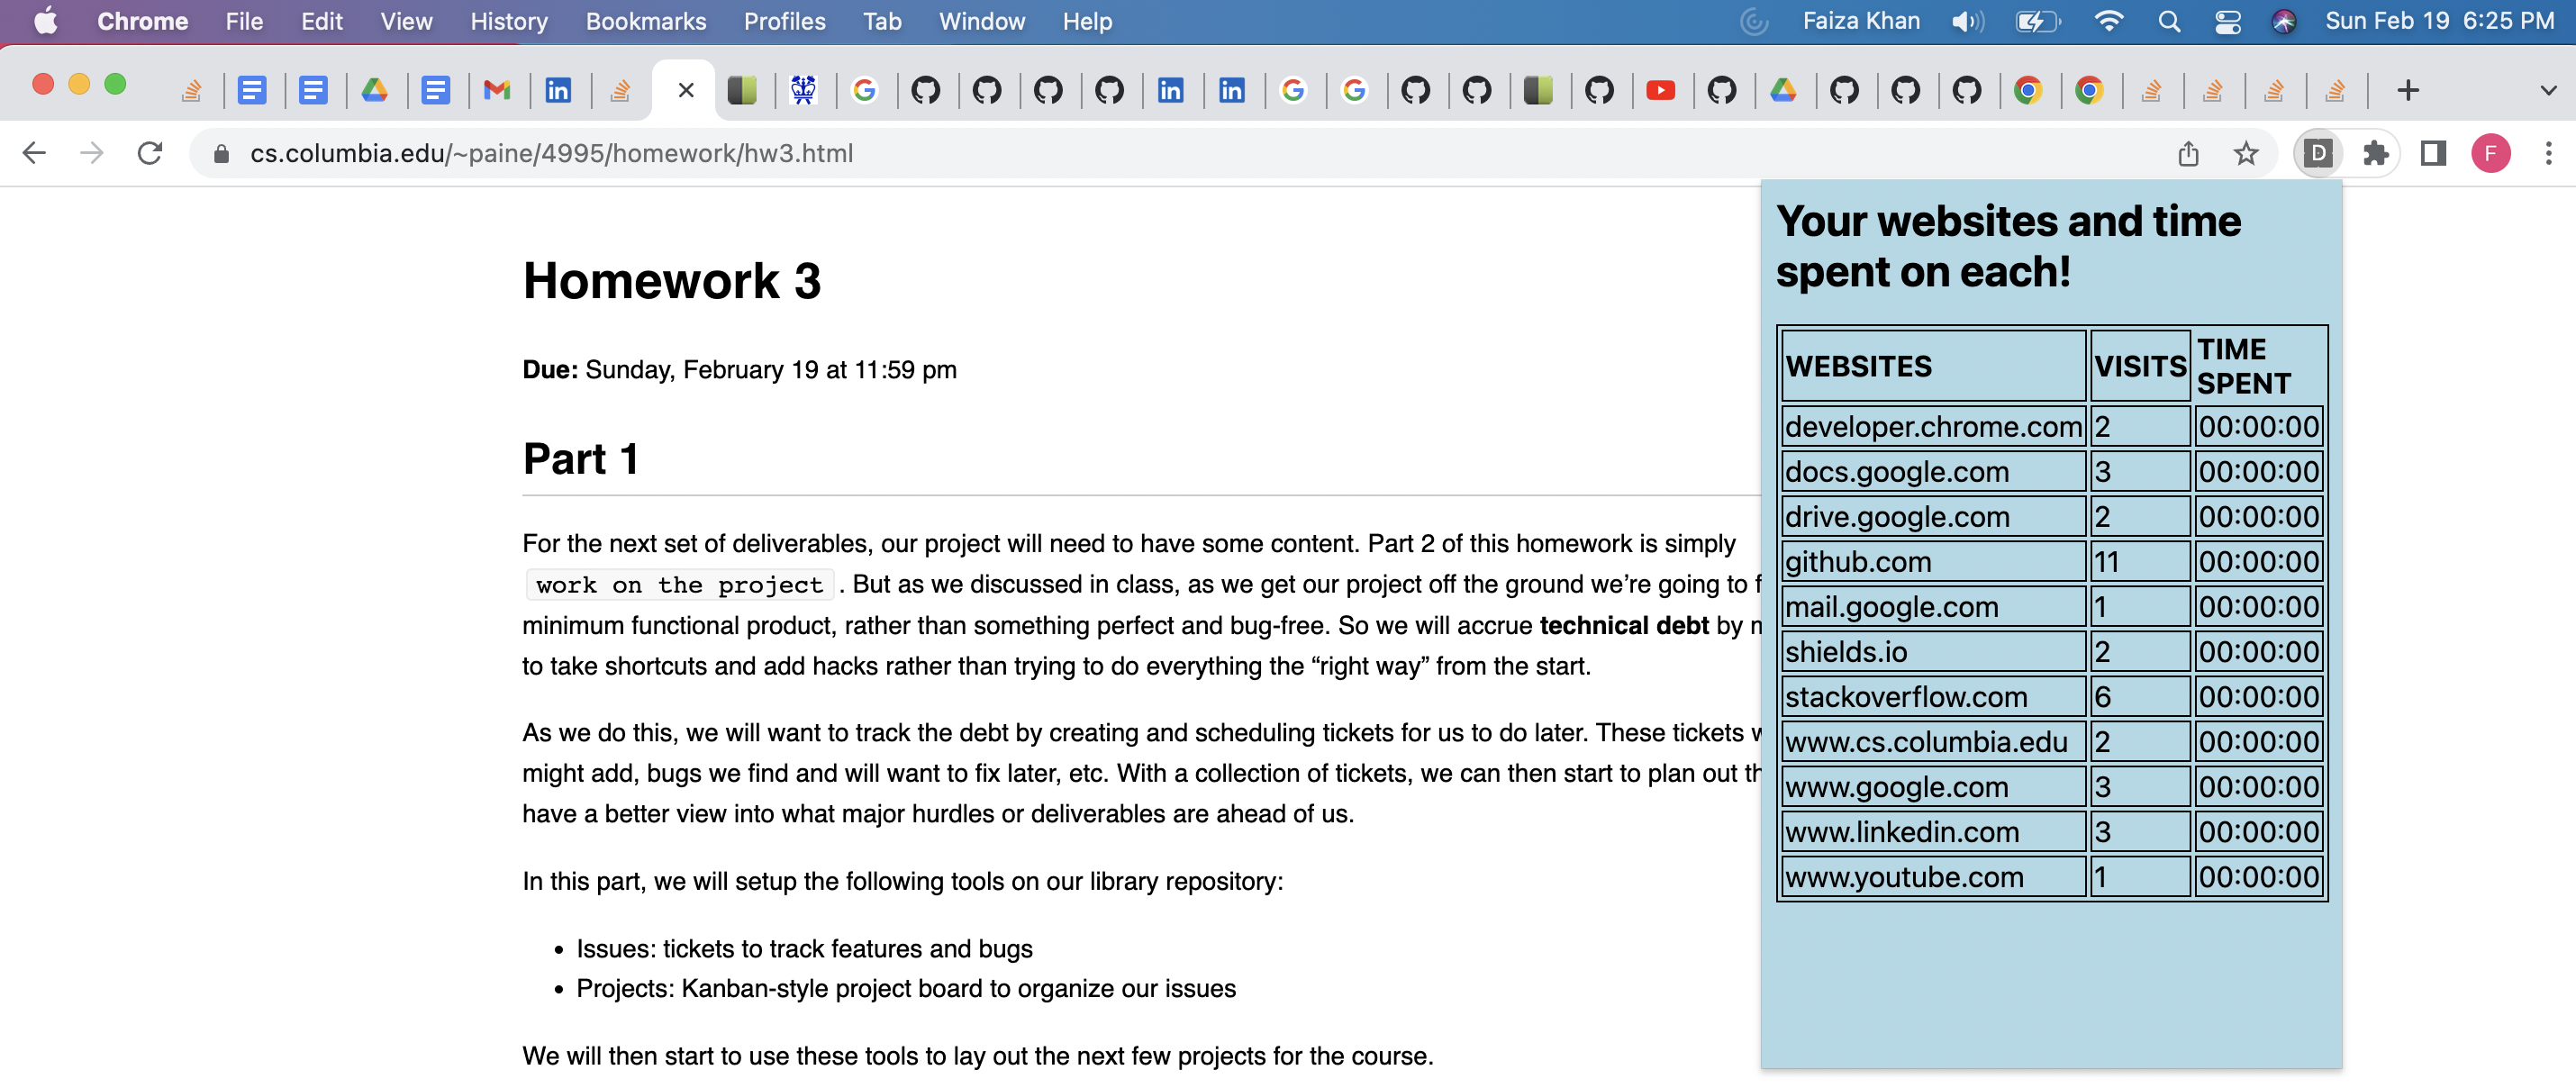 Chrome File Edit View History Bookmarks Profiles Tab Window Help Faiza Khan Sun Feb 19 6:25 PM
cs.columbia.edu/~paine/4995/homework/hw3.html
D
F
Homework 3
Due: Sunday, February 19 at 11:59 pm
Part 1
For the next set of deliverables, our project will need to have some content. Part 2 of this homework is simply
work on the project . But as we discussed in class, as we get our project off the ground we’re going to f
minimum functional product, rather than something perfect and bug-free. So we will accrue technical debt by
to take shortcuts and add hacks rather than trying to do everything the “right way” from the start.
As we do this, we will want to track the debt by creating and scheduling tickets for us to do later. These tickets
might add, bugs we find and will want to fix later, etc. With a collection of tickets, we can then start to plan out th
have a better view into what major hurdles or deliverables are ahead of us.
In this part, we will setup the following tools on our library repository:
• Issues: tickets to track features and bugs
• Projects: Kanban-style project board to organize our issues
We will then start to use these tools to lay out the next few projects for the course.
Your websites and time
spent on each!
WEBSITES VISITS TIME SPENT
developer.chrome.com 2 00:00:00
docs.google.com 3 00:00:00
drive.google.com 2 00:00:00
github.com 11 00:00:00
mail.google.com 1 00:00:00
shields.io 2 00:00:00
stackoverflow.com 6 00:00:00
www.cs.columbia.edu 2 00:00:00
www.google.com 3 00:00:00
www.linkedin.com 3 00:00:00
www.youtube.com 1 00:00:00